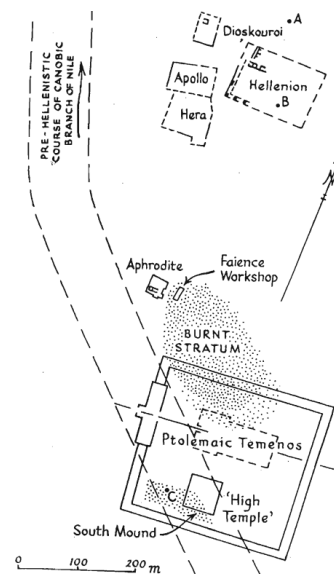 A
Dioskouroi
Apollo
Hellenion
B
Hera
PRE-HELLENISTIC
COURSE OF CANOBIC
BRANCH OF NILE
N
Aphrodite
Faience
Workshop
BURNT
STRATUM
Ptolemaic Temenos
C
'High
Temple'
South Mound
0 100 200 m